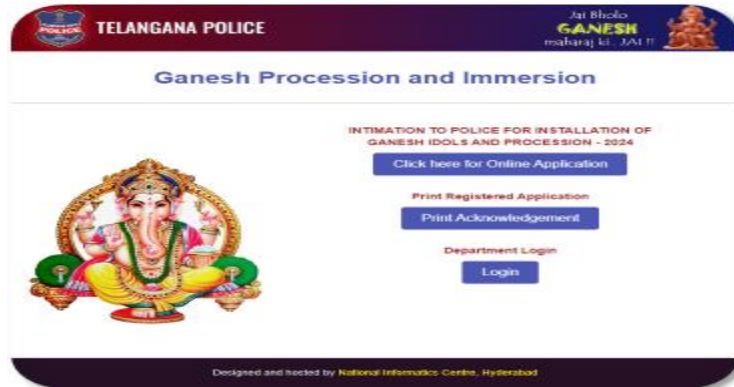 POLICE
TELANGANA POLICE
Jai Bholo
GANESH
maharaj ki.. JAI !!
Ganesh Procession and Immersion
INTIMATION TO POLICE FOR INSTALLATION OF
GANESH IDOLS AND PROCESSION - 2024
Click here for Online Application
Print Registered Application
Print Acknowledgement
Department Login
Login
Designed and hosted by National Informatics Centre, Hyderabad